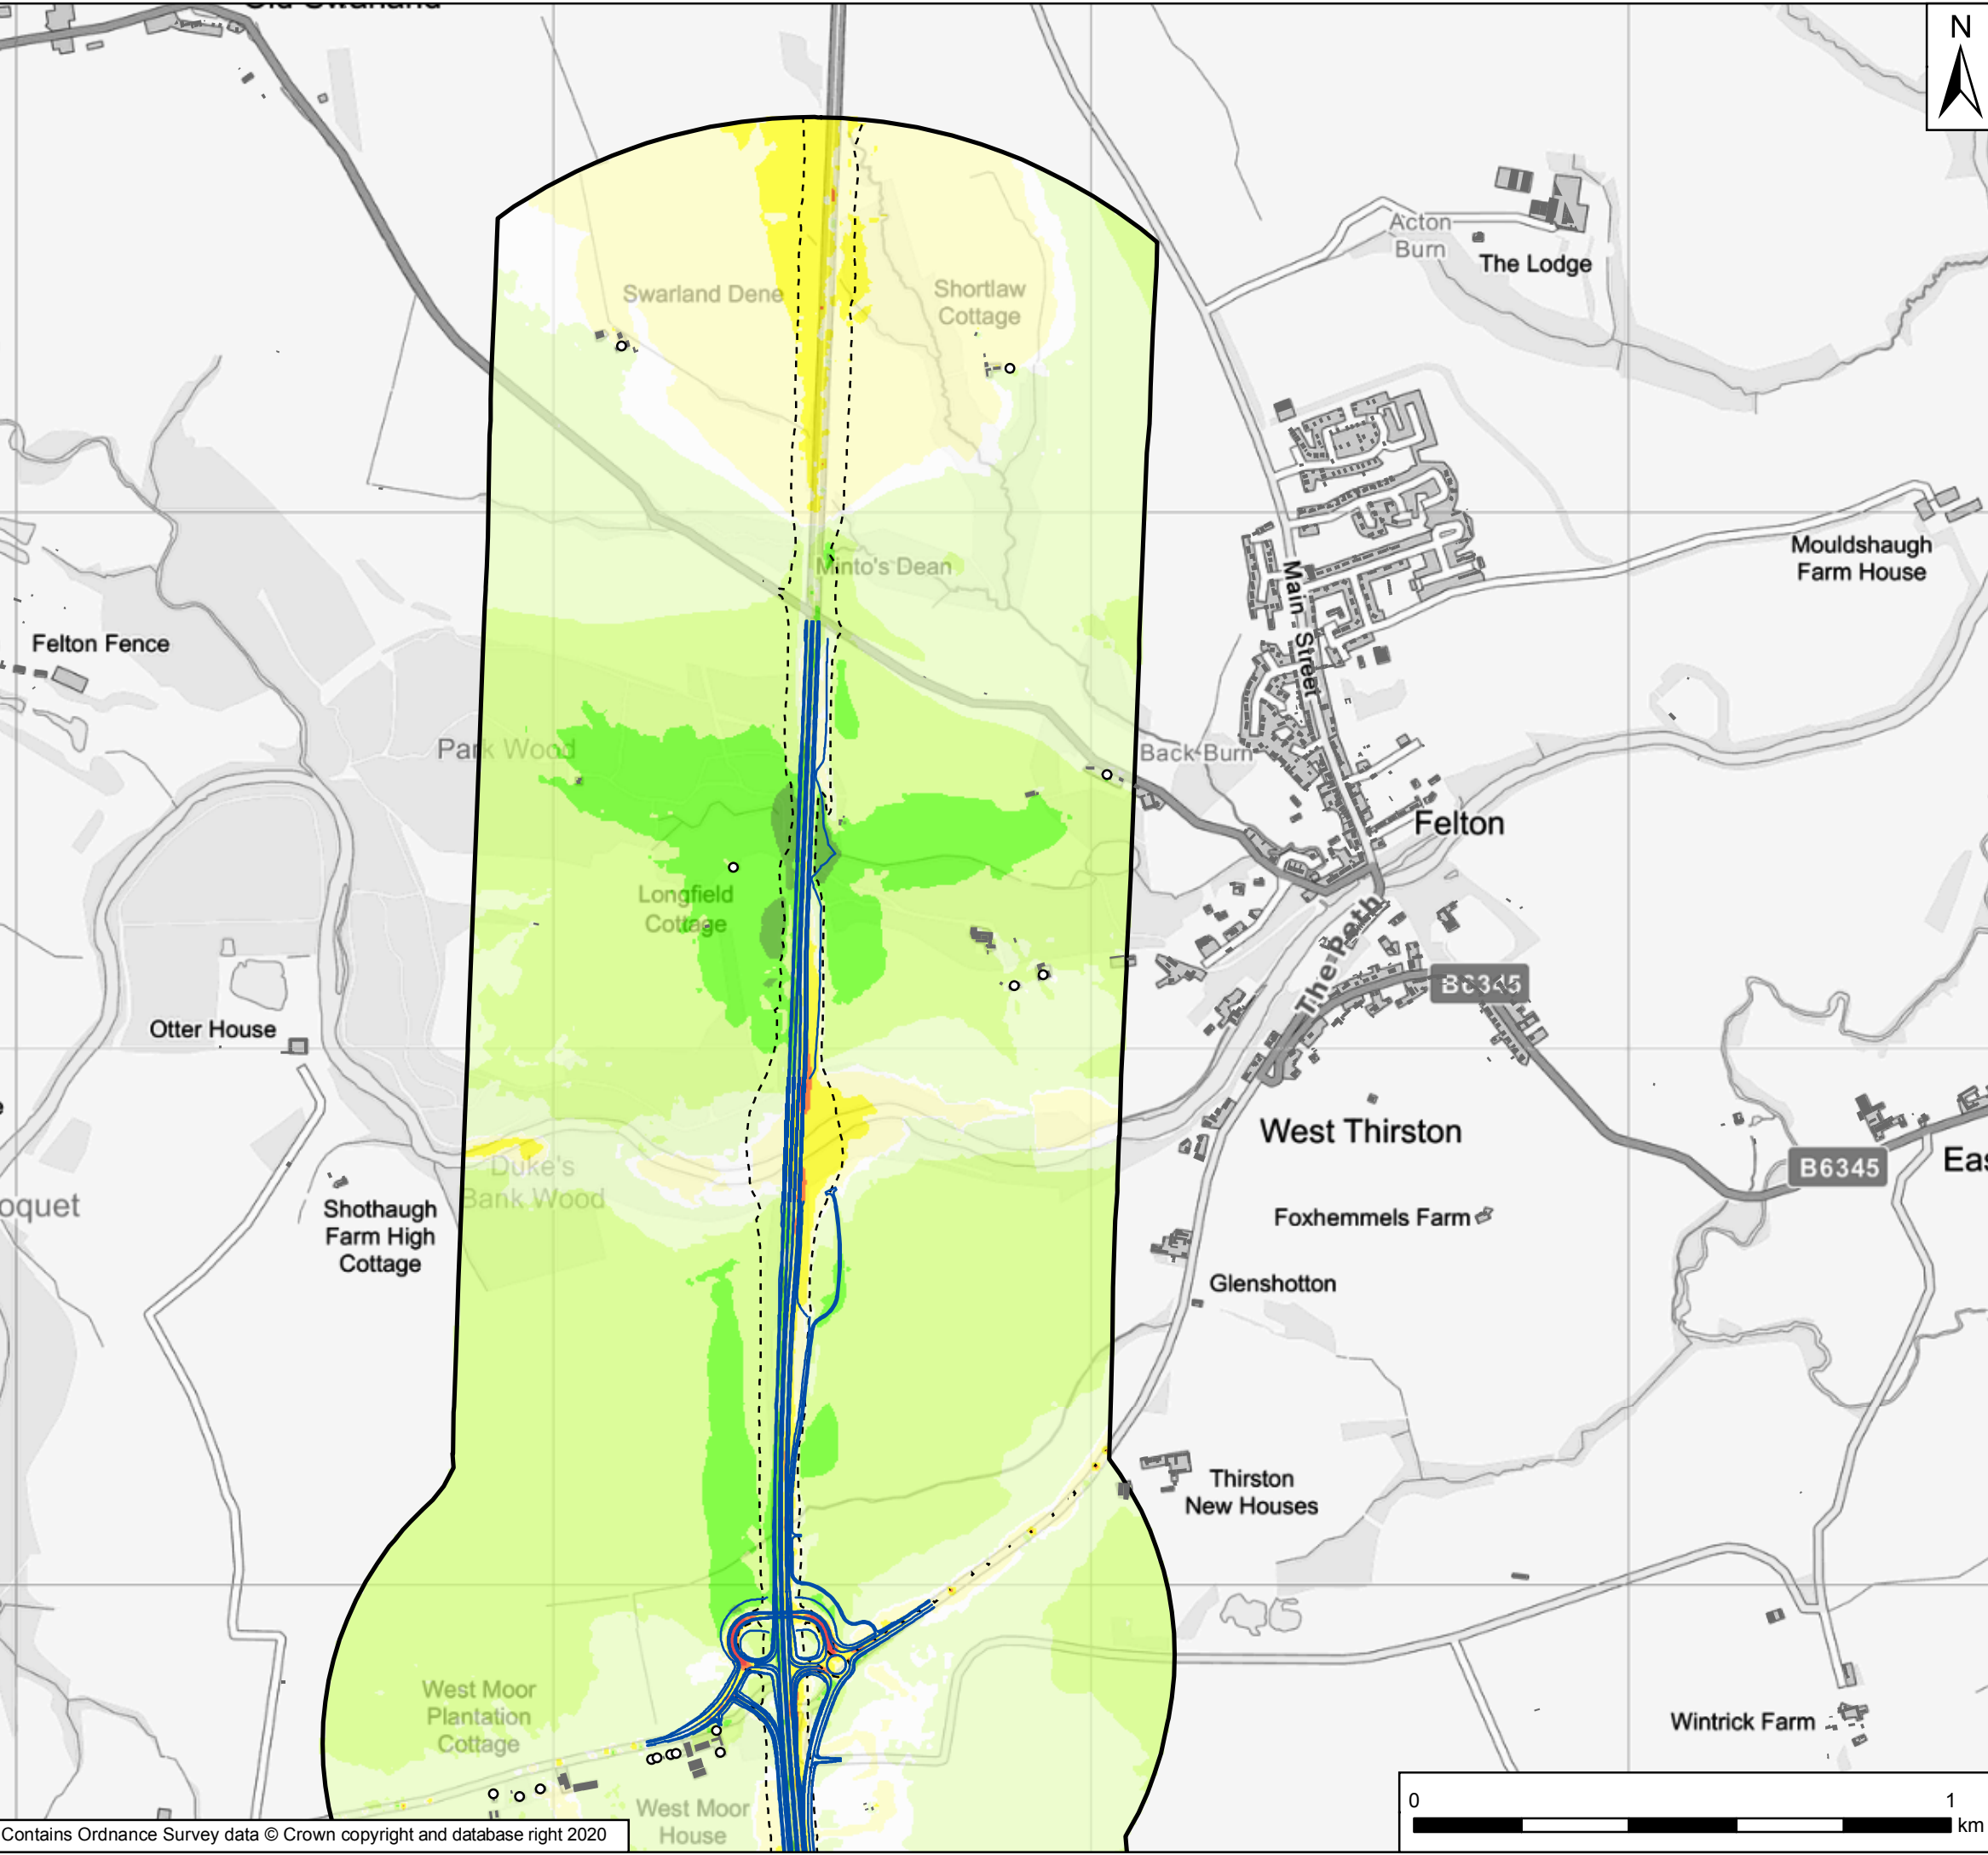 Old Swarland
N
Acton
Burn
The Lodge
Swarland Dene
Shortlaw
Cottage
Mouldshaugh
Farm House
Minto's Dean
Main Street
Felton Fence
Park Wood
Back Burn
Felton
Longfield
Cottage
The Peth
B6345
Otter House
West Thirston
B6345
Eas
Duke's
Bank Wood
oquet
Shothaugh
Farm High
Cottage
Foxhemmels Farm
Glenshotton
Thirston
New Houses
West Moor
Plantation
Cottage
Wintrick Farm
West Moor
House
0 1
km
Contains Ordnance Survey data © Crown copyright and database right 2020